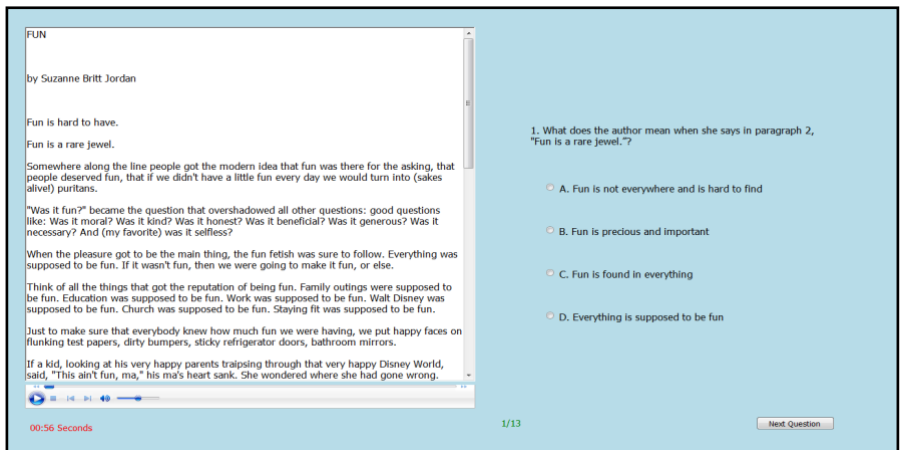 FUN
by Suzanne Britt Jordan
Fun is hard to have.
Fun is a rare jewel.
Somewhere along the line people got the modern idea that fun was there for the asking, that
people deserved fun, that if we didn't have a little fun every day we would turn into (sakes
alive!) puritans.
"Was it fun?" became the question that overshadowed all other questions: good questions
like: Was it moral? Was it kind? Was it honest? Was it beneficial? Was it generous? Was it
necessary? And (my favorite) was it selfless?
When the pleasure got to be the main thing, the fun fetish was sure to follow. Everything was
supposed to be fun. If it wasn't fun, then we were going to make it fun, or else.
Think of all the things that got the reputation of being fun. Family outings were supposed to
be fun. Education was supposed to be fun. Work was supposed to be fun. Walt Disney was
supposed to be fun. Church was supposed to be fun. Staying fit was supposed to be fun.
Just to make sure that everybody knew how much fun we were having, we put happy faces on
flunking test papers, dirty bumpers, sticky refrigerator doors, bathroom mirrors.
If a kid, looking at his very happy parents traipsing through that very happy Disney World,
said, "This ain't fun, ma," his ma's heart sank. She wondered where she had gone wrong.
00:56 Seconds
1. What does the author mean when she says in paragraph 2,
"Fun is a rare jewel."?
A. Fun is not everywhere and is hard to find
B. Fun is precious and important
C. Fun is found in everything
D. Everything is supposed to be fun
1/13
Next Question